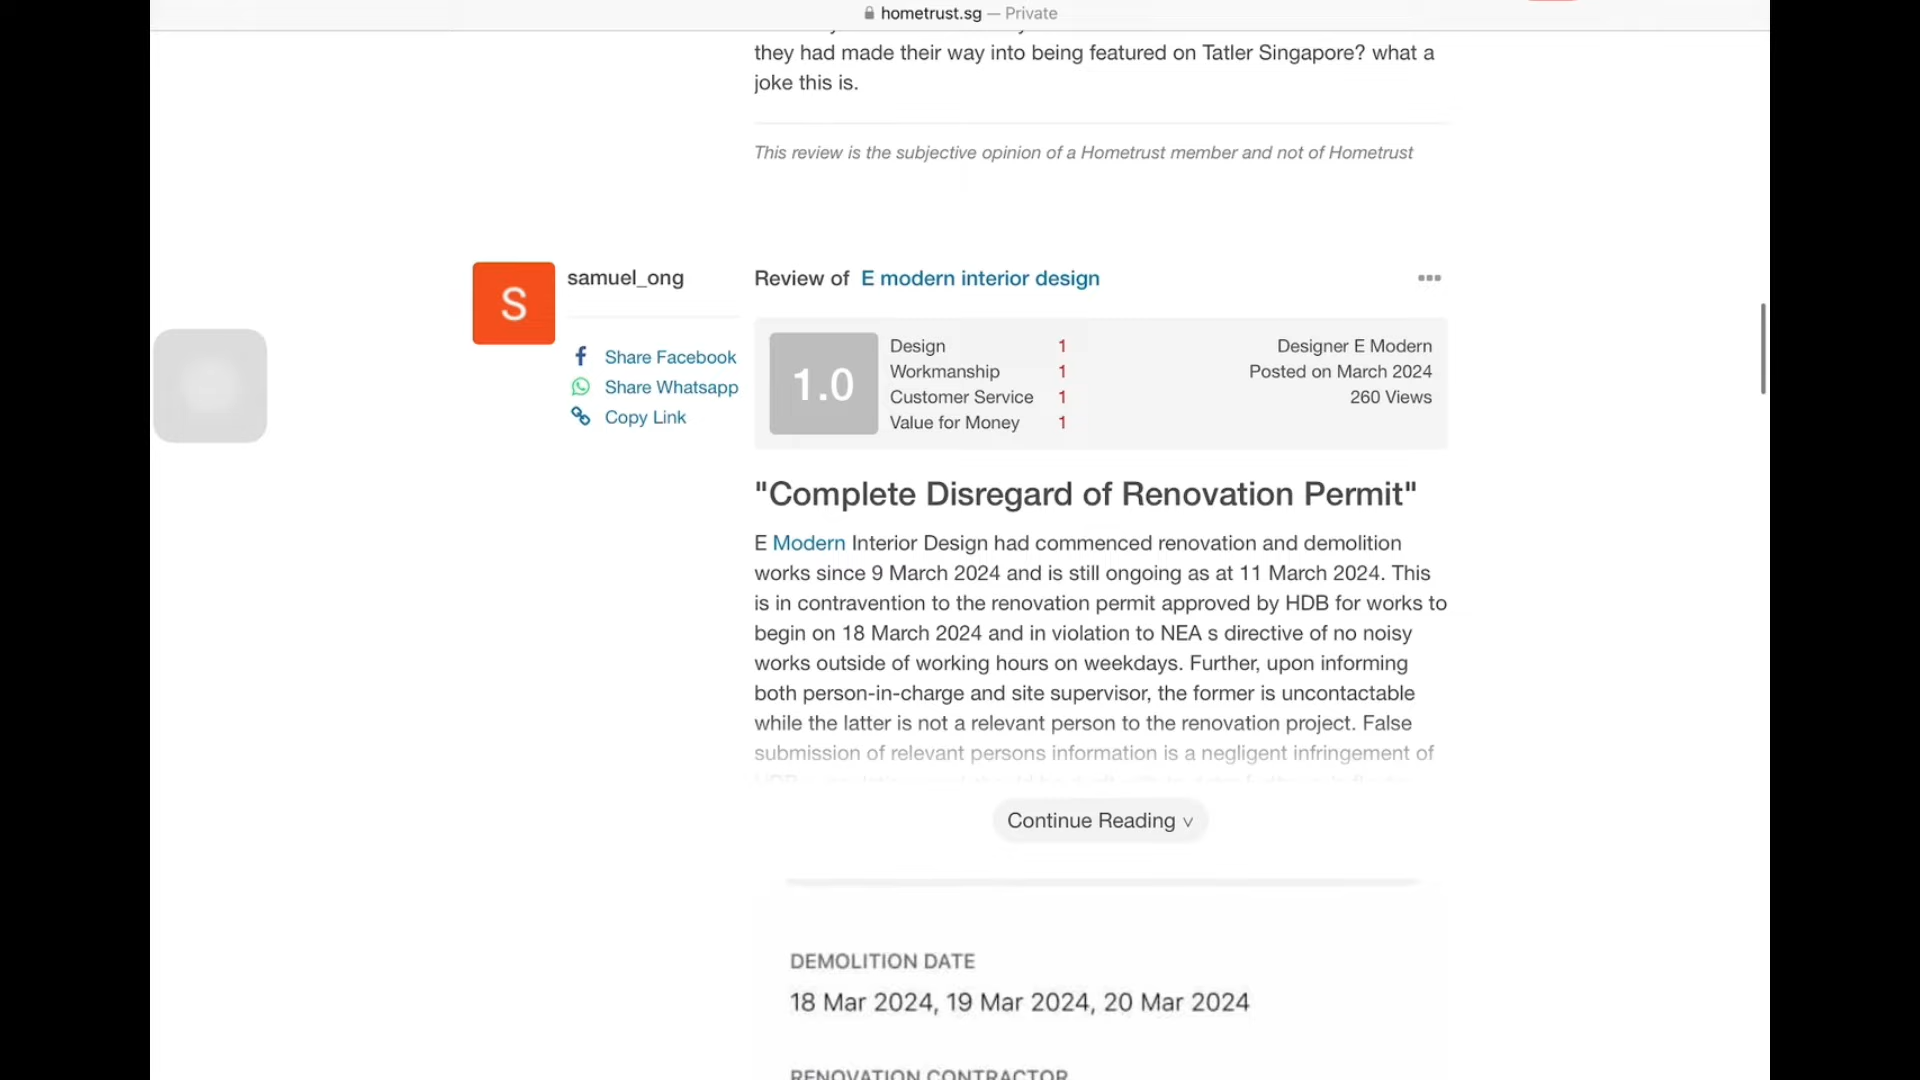 hometrust.sg — Private
they had made their way into being featured on Tatler Singapore? what a
joke this is.
This review is the subjective opinion of a Hometrust member and not of Hometrust
S
samuel_ong
Share Facebook
Share Whatsapp
Copy Link
Review of E modern interior design
1.0
Design 1
Workmanship 1
Customer Service 1
Value for Money 1
Designer E Modern
Posted on March 2024
260 Views
"Complete Disregard of Renovation Permit"
E Modern Interior Design had commenced renovation and demolition
works since 9 March 2024 and is still ongoing as at 11 March 2024. This
is in contravention to the renovation permit approved by HDB for works to
begin on 18 March 2024 and in violation to NEA s directive of no noisy
works outside of working hours on weekdays. Further, upon informing
both person-in-charge and site supervisor, the former is uncontactable
while the latter is not a relevant person to the renovation project. False
submission of relevant persons information is a negligent infringement of
Continue Reading
DEMOLITION DATE
18 Mar 2024, 19 Mar 2024, 20 Mar 2024
RENOVATION CONTRACTOR